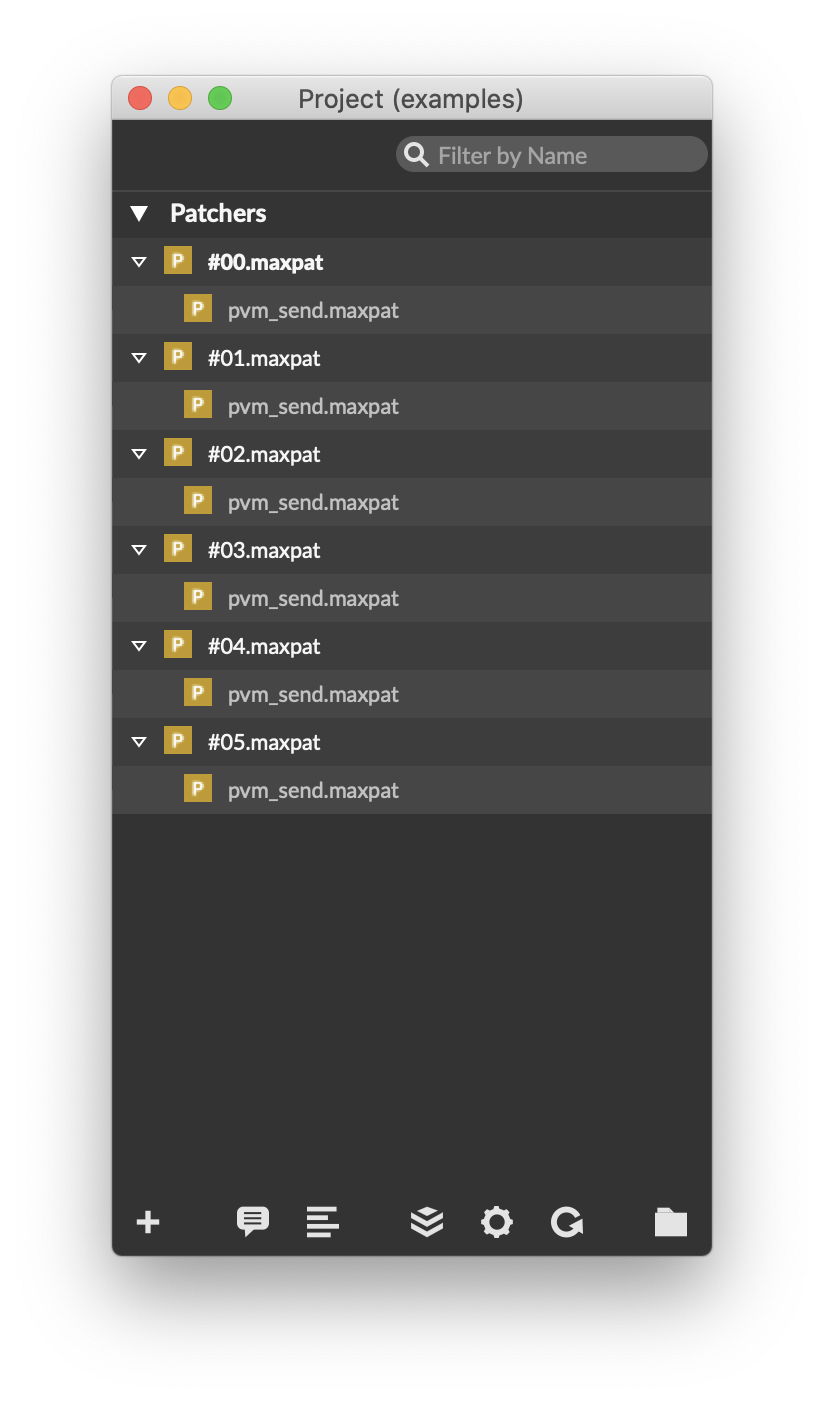 Project (examples)
Filter by Name
Patchers
P #00.maxpat
P pvm_send.maxpat
P #01.maxpat
P pvm_send.maxpat
P #02.maxpat
P pvm_send.maxpat
P #03.maxpat
P pvm_send.maxpat
P #04.maxpat
P pvm_send.maxpat
P #05.maxpat
P pvm_send.maxpat